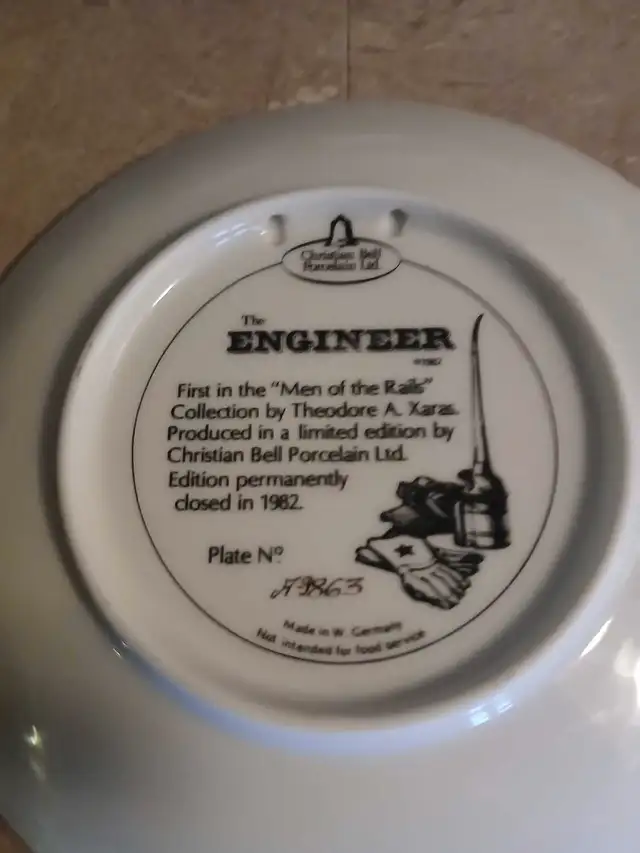 Christian Bell
Porcelain Ltd.
The
ENGINEER
©1982
First in the "Men of the Rails"
Collection by Theodore A. Xaras.
Produced in a limited edition by
Christian Bell Porcelain Ltd.
Edition permanently
closed in 1982.
Plate Nº
Made in W. Germany
Not intended for food service